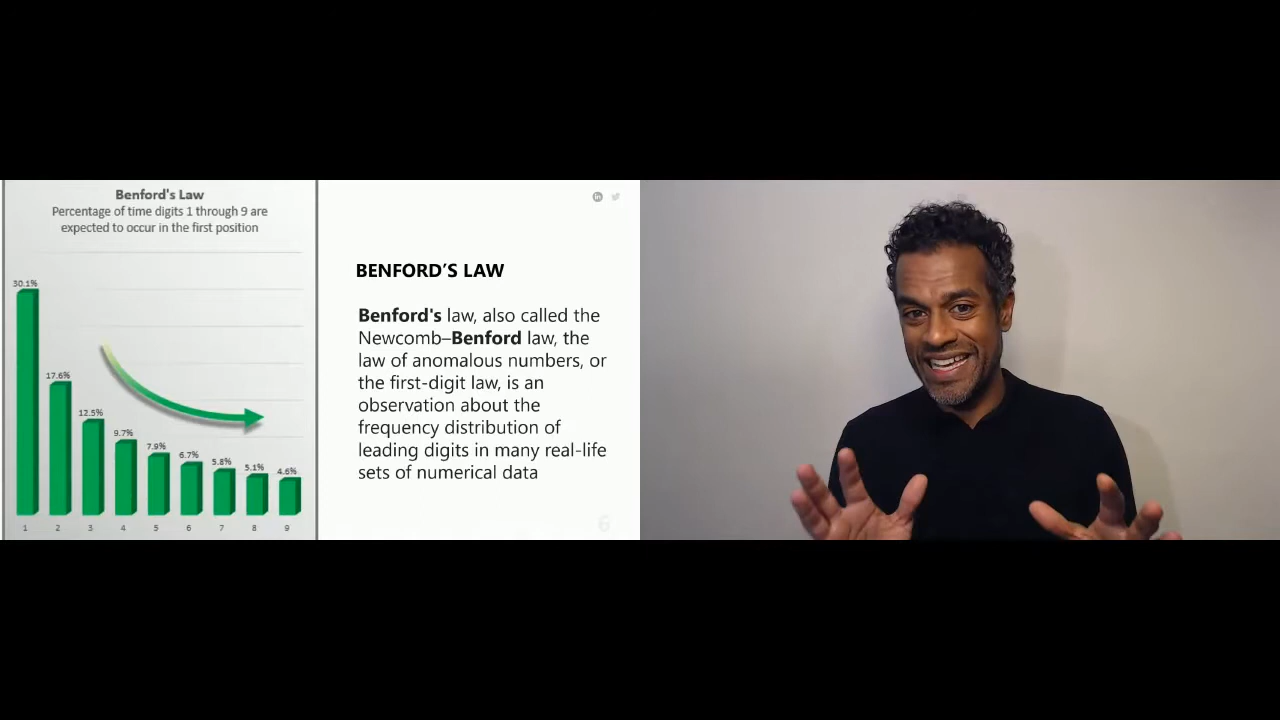 Benford's Law
Percentage of time digits 1 through 9 are
expected to occur in the first position
30.1%
17.6%
12.5%
9.7%
7.9%
6.7%
5.8%
5.1%
4.6%
1 2 3 4 5 6 7 8 9
in
BENFORD’S LAW
Benford's law, also called the
Newcomb–Benford law, the
law of anomalous numbers, or
the first-digit law, is an
observation about the
frequency distribution of
leading digits in many real-life
sets of numerical data
6